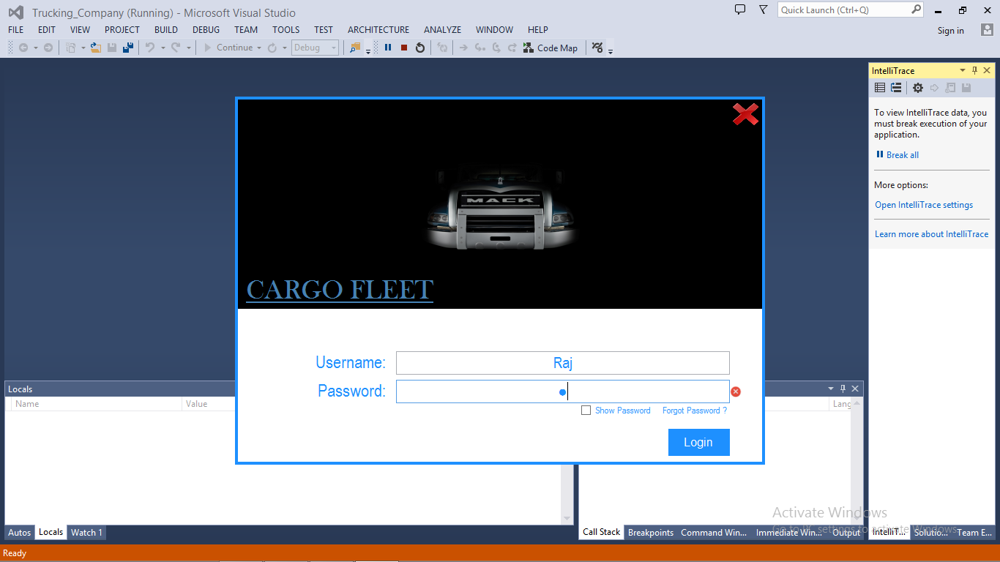 Trucking_Company (Running) - Microsoft Visual Studio
Quick Launch (Ctrl+Q)
FILE EDIT VIEW PROJECT BUILD DEBUG TEAM TOOLS TEST ARCHITECTURE ANALYZE WINDOW HELP
Sign in
Continue Debug Code Map
IntelliTrace
To view IntelliTrace data, you
must break execution of your
application.
Break all
More options:
Open IntelliTrace settings
Learn more about IntelliTrace
MACK
CARGO FLEET
Username: Raj
Password:
Show Password Forgot Password ?
Login
Locals
Name Value
Lang
Activate Windows
Go to PC settings to activate Windows.
Autos Locals Watch 1
Call Stack Breakpoints Command Win... Immediate Win... Output
IntelliT... Solutio... Team E...
Ready